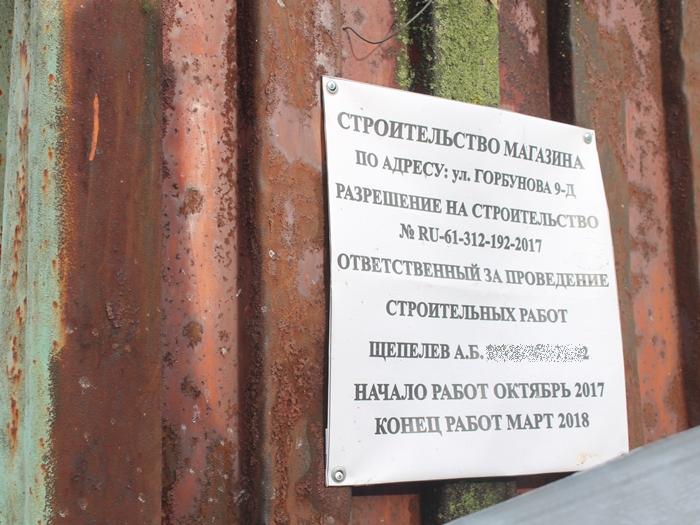 СТРОИТЕЛЬСТВО МАГАЗИНА
ПО АДРЕСУ: ул. ГОРБУНОВА 9-Д
РАЗРЕШЕНИЕ НА СТРОИТЕЛЬСТВО
№ RU-61-312-192-2017
ОТВЕТСТВЕННЫЙ ЗА ПРОВЕДЕНИЕ
СТРОИТЕЛЬНЫХ РАБОТ
ЩЕПЕЛЕВ А.Б.
НАЧАЛО РАБОТ ОКТЯБРЬ 2017
КОНЕЦ РАБОТ МАРТ 2018